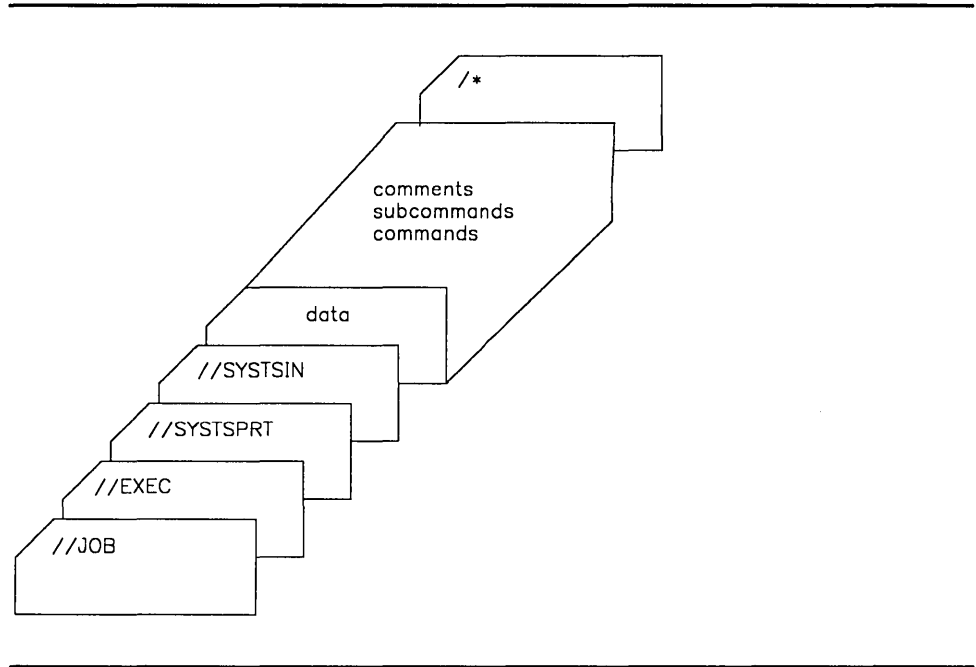 /*
comments
subcommands
commands
data
//SYSTSIN
//SYSTSPRT
//EXEC
//JOB